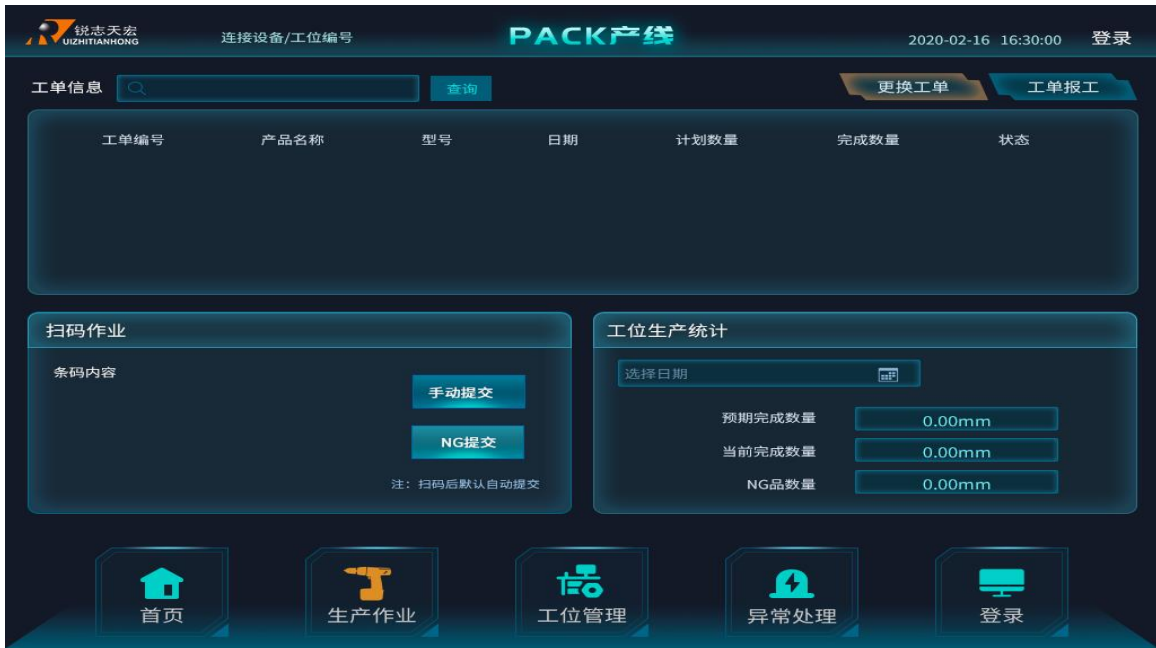 锐志天宏
UIZHITIANHONG
连接设备/工位编号
PACK产线
2020-02-16 16:30:00
登录
工单信息
查询
更换工单
工单报工
工单编号 产品名称 型号 日期 计划数量 完成数量 状态
扫码作业
条码内容
手动提交
NG提交
注：扫码后默认自动提交
工位生产统计
选择日期
预期完成数量 0.00mm
当前完成数量 0.00mm
NG品数量 0.00mm
首页 生产作业 工位管理 异常处理 登录